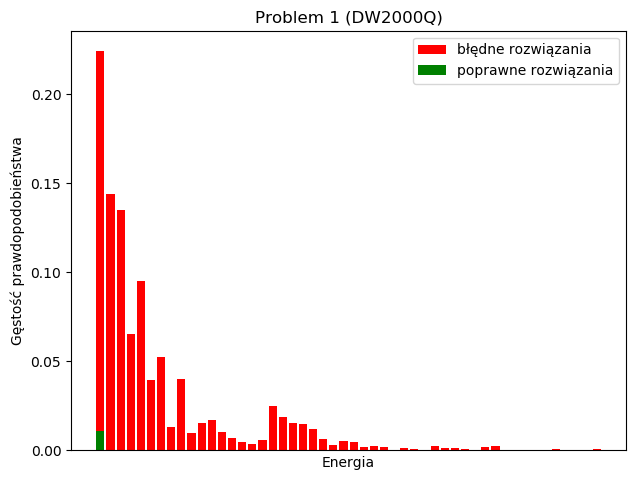 Problem 1 (DW2000Q)
błędne rozwiązania
poprawne rozwiązania
Gęstość prawdopodobieństwa
0.20
0.15
0.10
0.05
0.00
Energia